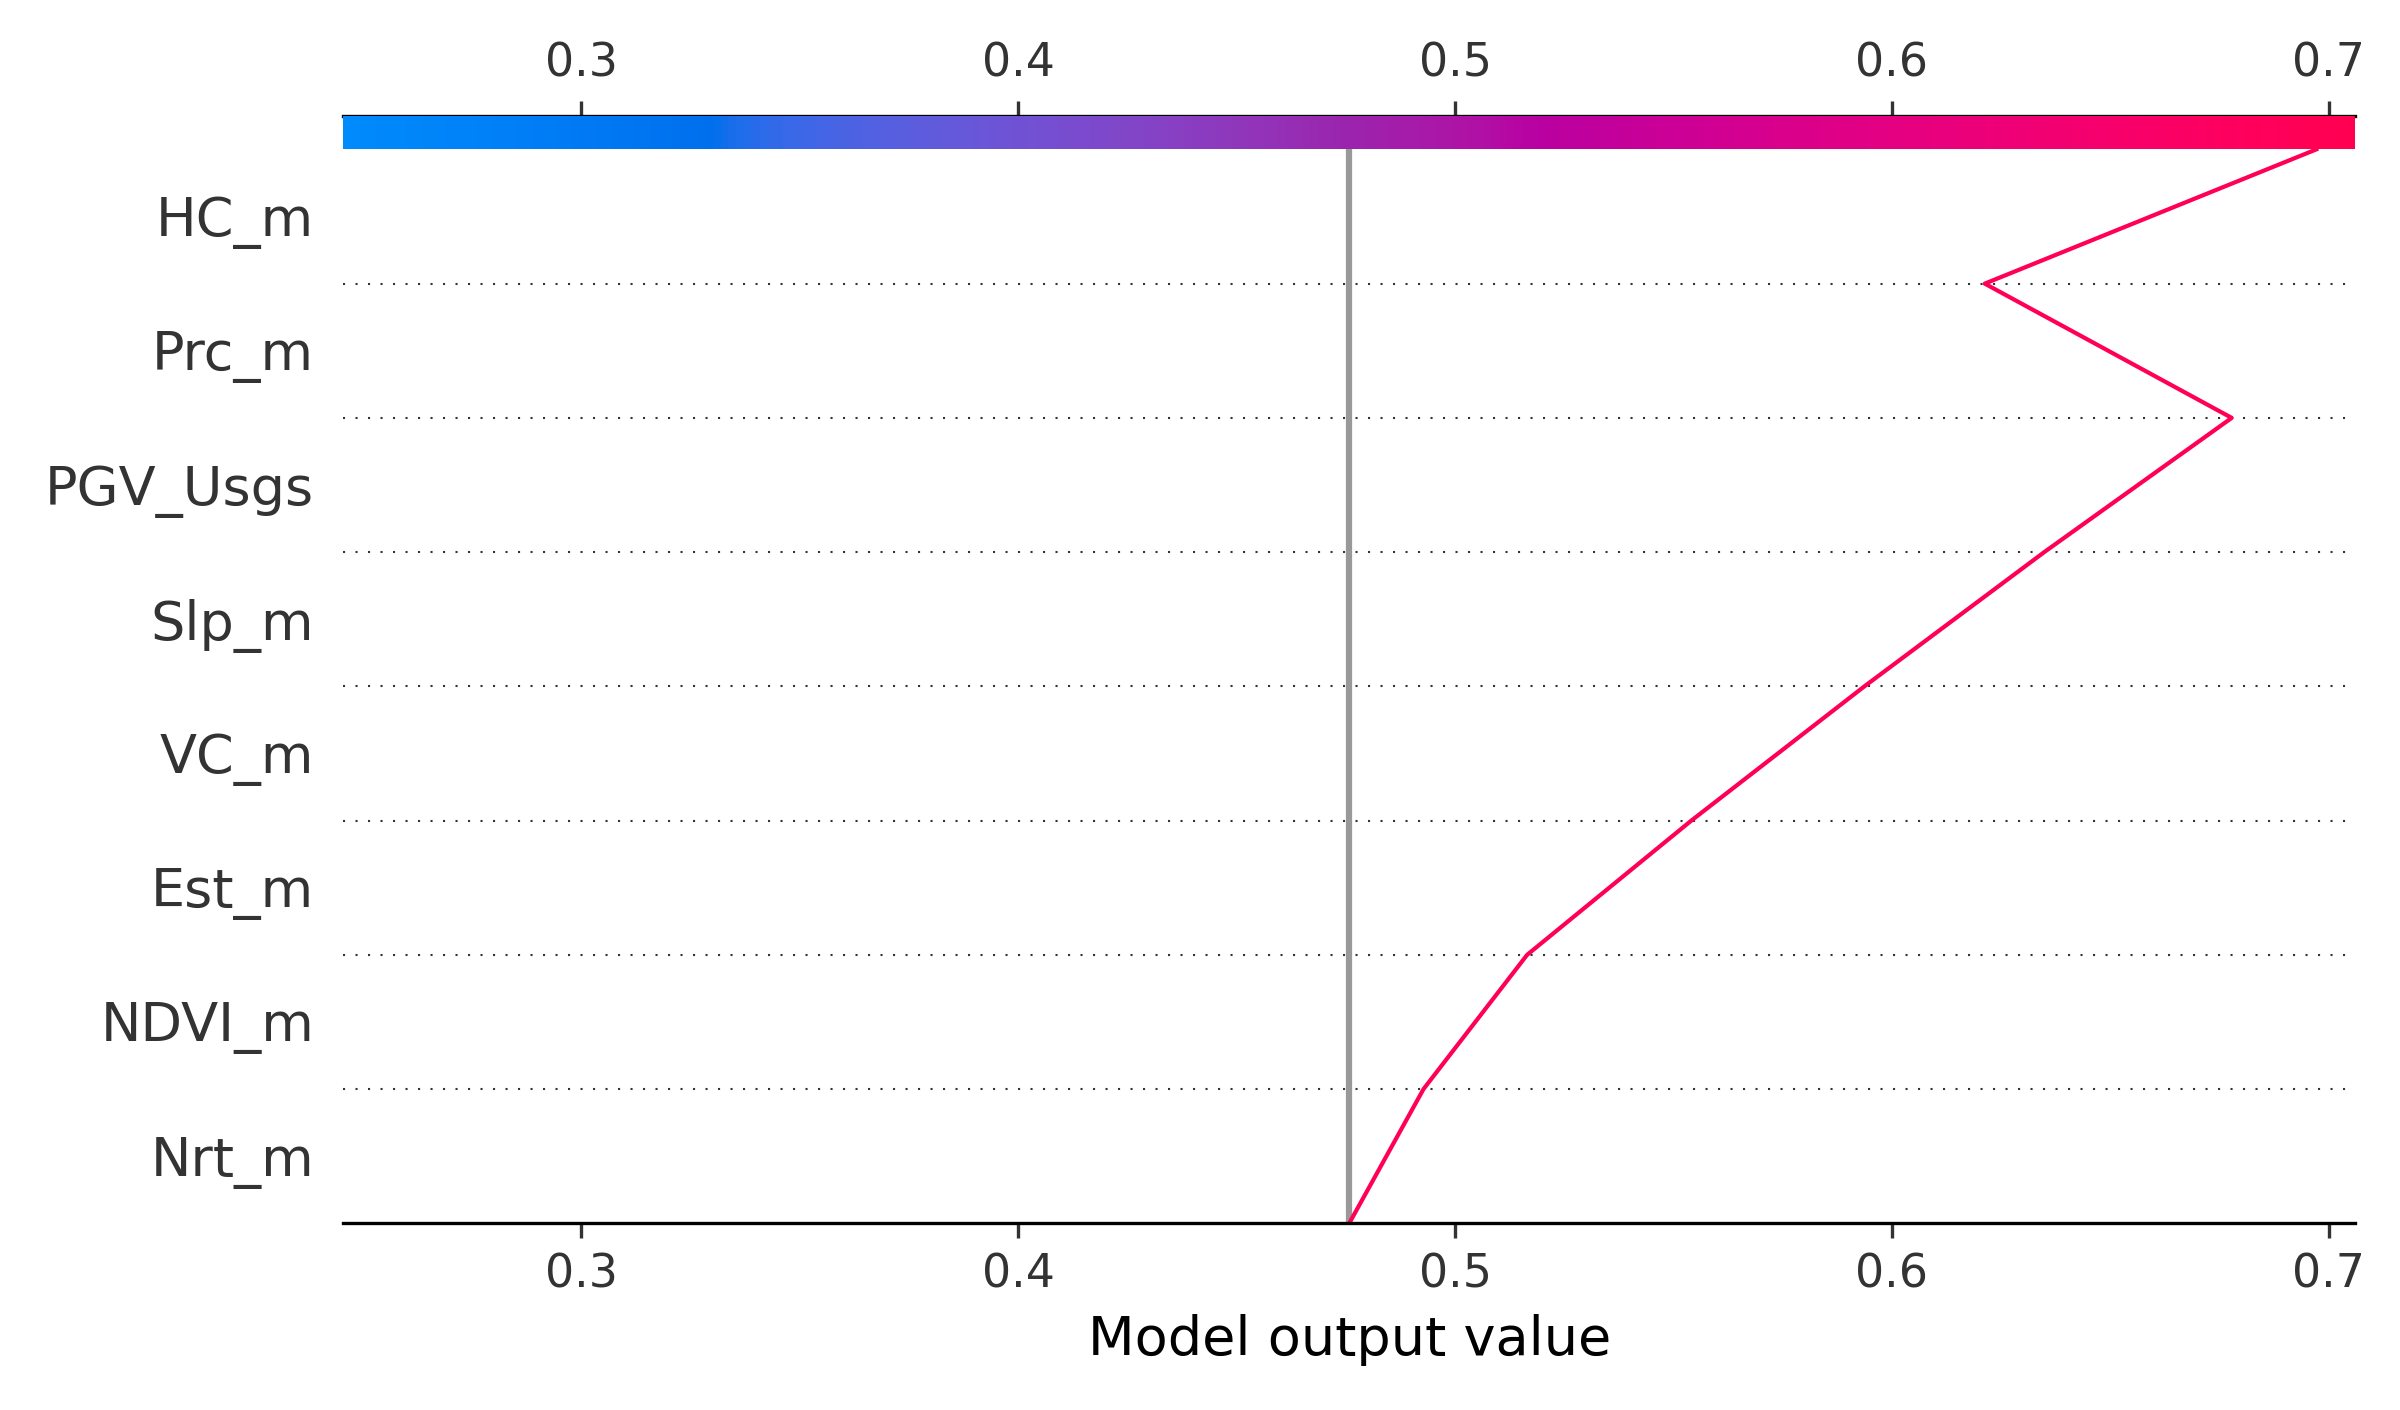 0.3 0.4 0.5 0.6 0.7
HC_m
Prc_m
PGV_Usgs
Slp_m
VC_m
Est_m
NDVI_m
Nrt_m
0.3 0.4 0.5 0.6 0.7
Model output value